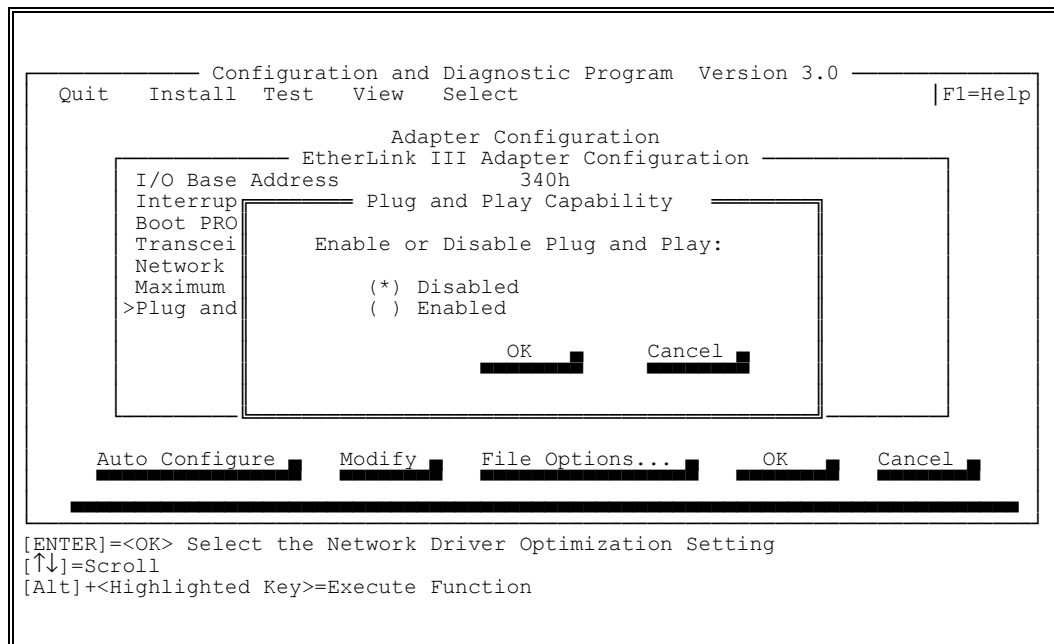 Configuration and Diagnostic Program Version 3.0
Quit Install Test View Select |F1=Help
Adapter Configuration
EtherLink III Adapter Configuration
I/O Base Address 340h
Interrup
Plug and Play Capability
Boot PRO
Transcei Enable or Disable Plug and Play:
Network
Maximum (*) Disabled
>Plug and ( ) Enabled
OK Cancel
Auto Configure Modify File Options... OK Cancel
[ENTER]=<OK> Select the Network Driver Optimization Setting
[↑↓]=Scroll
[Alt]+<Highlighted Key>=Execute Function